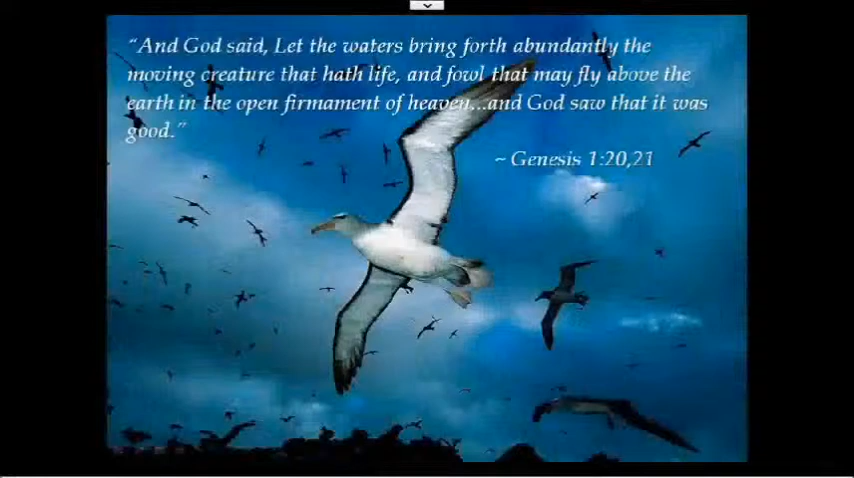 “And God said, Let the waters bring forth abundantly the
moving creature that hath life, and fowl that may fly above the
earth in the open firmament of heaven...and God saw that it was
good.”
~ Genesis 1:20,21